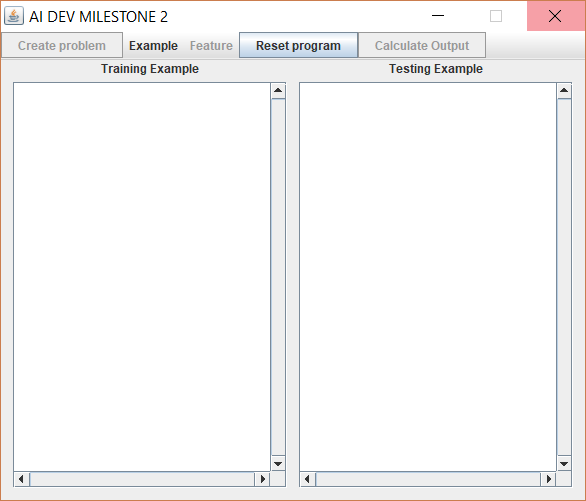 AI DEV MILESTONE 2
Create problem Example Feature Reset program Calculate Output
Training Example Testing Example